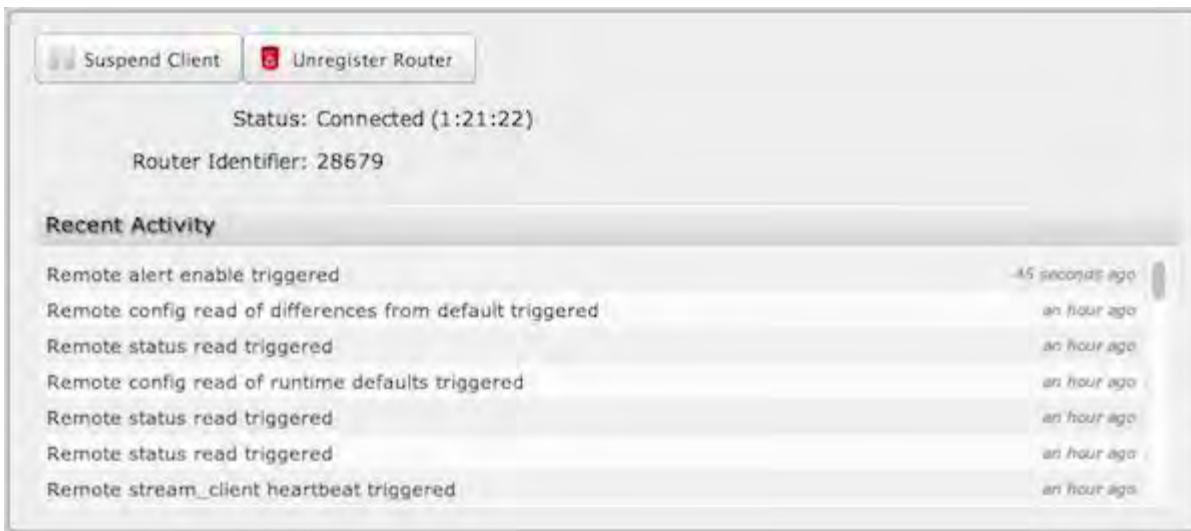 Suspend Client Unregister Router
Status: Connected (1:21:22)
Router Identifier: 28679
Recent Activity
Remote alert enable triggered -45 seconds ago
Remote config read of differences from default triggered an hour ago
Remote status read triggered an hour ago
Remote config read of runtime defaults triggered an hour ago
Remote status read triggered an hour ago
Remote status read triggered an hour ago
Remote stream_client heartbeat triggered an hour ago